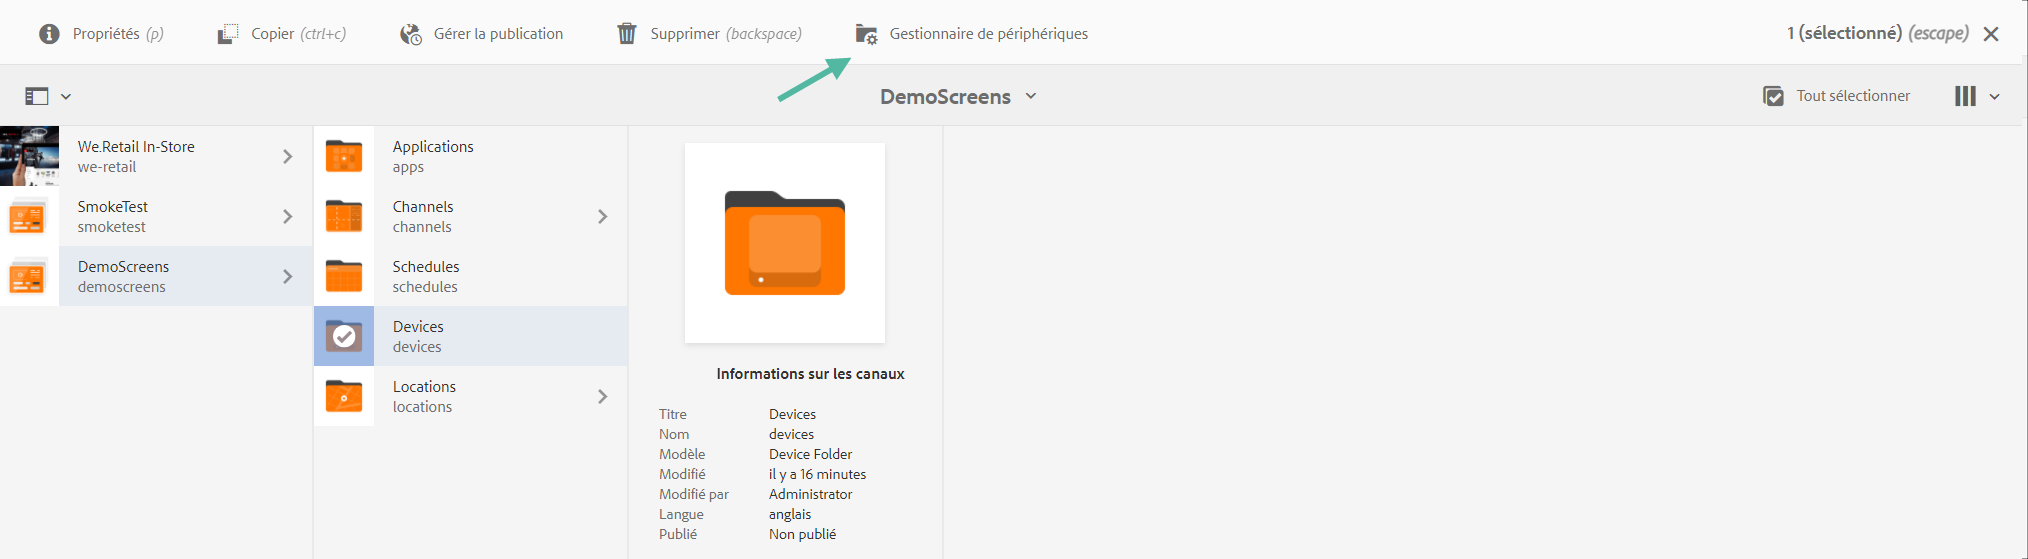 Propriétés (p)
Copier (ctrl+c)
Gérer la publication
Supprimer (backspace)
Gestionnaire de périphériques
1 (sélectionné) (escape)
DemoScreens
Tout sélectionner
We.Retail In-Store
we-retail
SmokeTest
smoketest
DemoScreens
demoscreens
Applications
apps
Channels
channels
Schedules
schedules
Devices
devices
Locations
locations
Informations sur les canaux
Titre Devices
Nom devices
Modèle Device Folder
Modifié il y a 16 minutes
Modifié par Administrator
Langue anglais
Publié Non publié